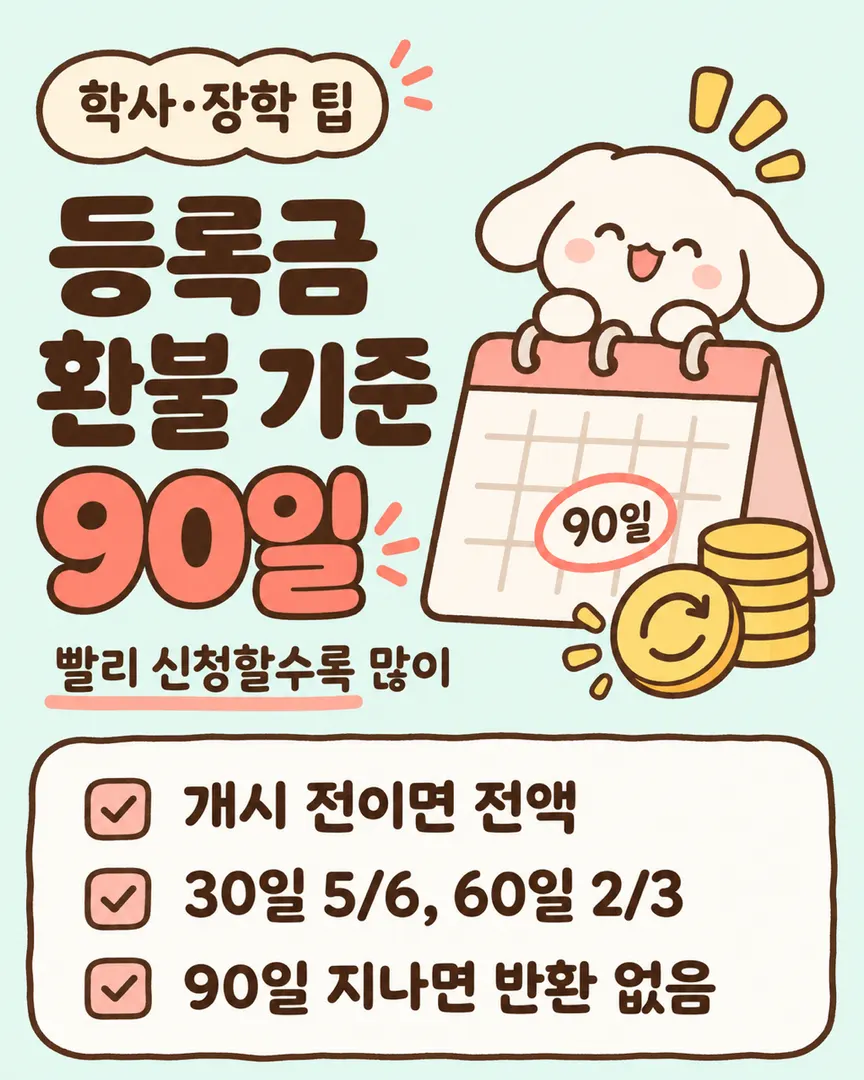 학사·장학 팁
등록금
환불 기준
90일
빨리 신청할수록 많이
90일
개시 전이면 전액
30일 5/6, 60일 2/3
90일 지나면 반환 없음